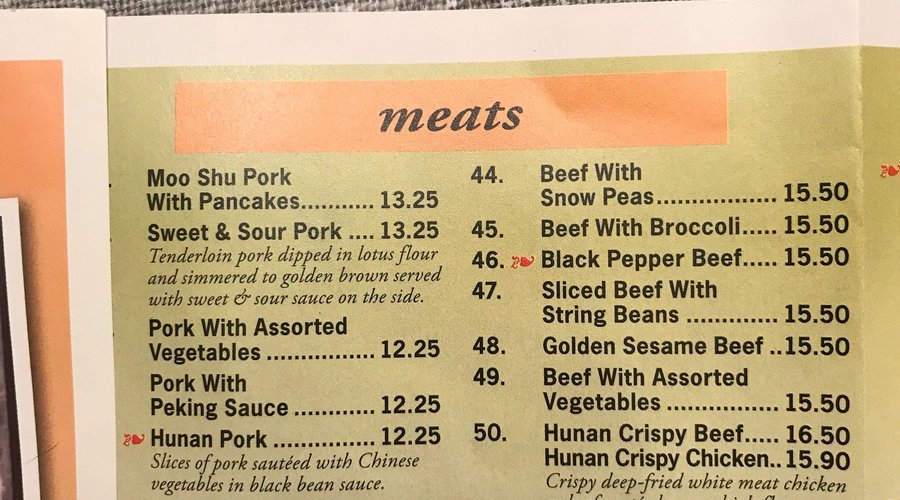 meats
Moo Shu Pork
With Pancakes........... 13.25
Sweet & Sour Pork .... 13.25
Tenderloin pork dipped in lotus flour
and simmered to golden brown served
with sweet & sour sauce on the side.
Pork With Assorted
Vegetables ................ 12.25
Pork With
Peking Sauce ............ 12.25
Hunan Pork ............... 12.25
Slices of pork sautéed with Chinese
vegetables in black bean sauce.
44. Beef With
Snow Peas.................. 15.50
45. Beef With Broccoli..... 15.50
46. Black Pepper Beef..... 15.50
47. Sliced Beef With
String Beans ............. 15.50
48. Golden Sesame Beef ..15.50
49. Beef With Assorted
Vegetables ................ 15.50
50. Hunan Crispy Beef..... 16.50
Hunan Crispy Chicken.. 15.90
Crispy deep-fried white meat chicken